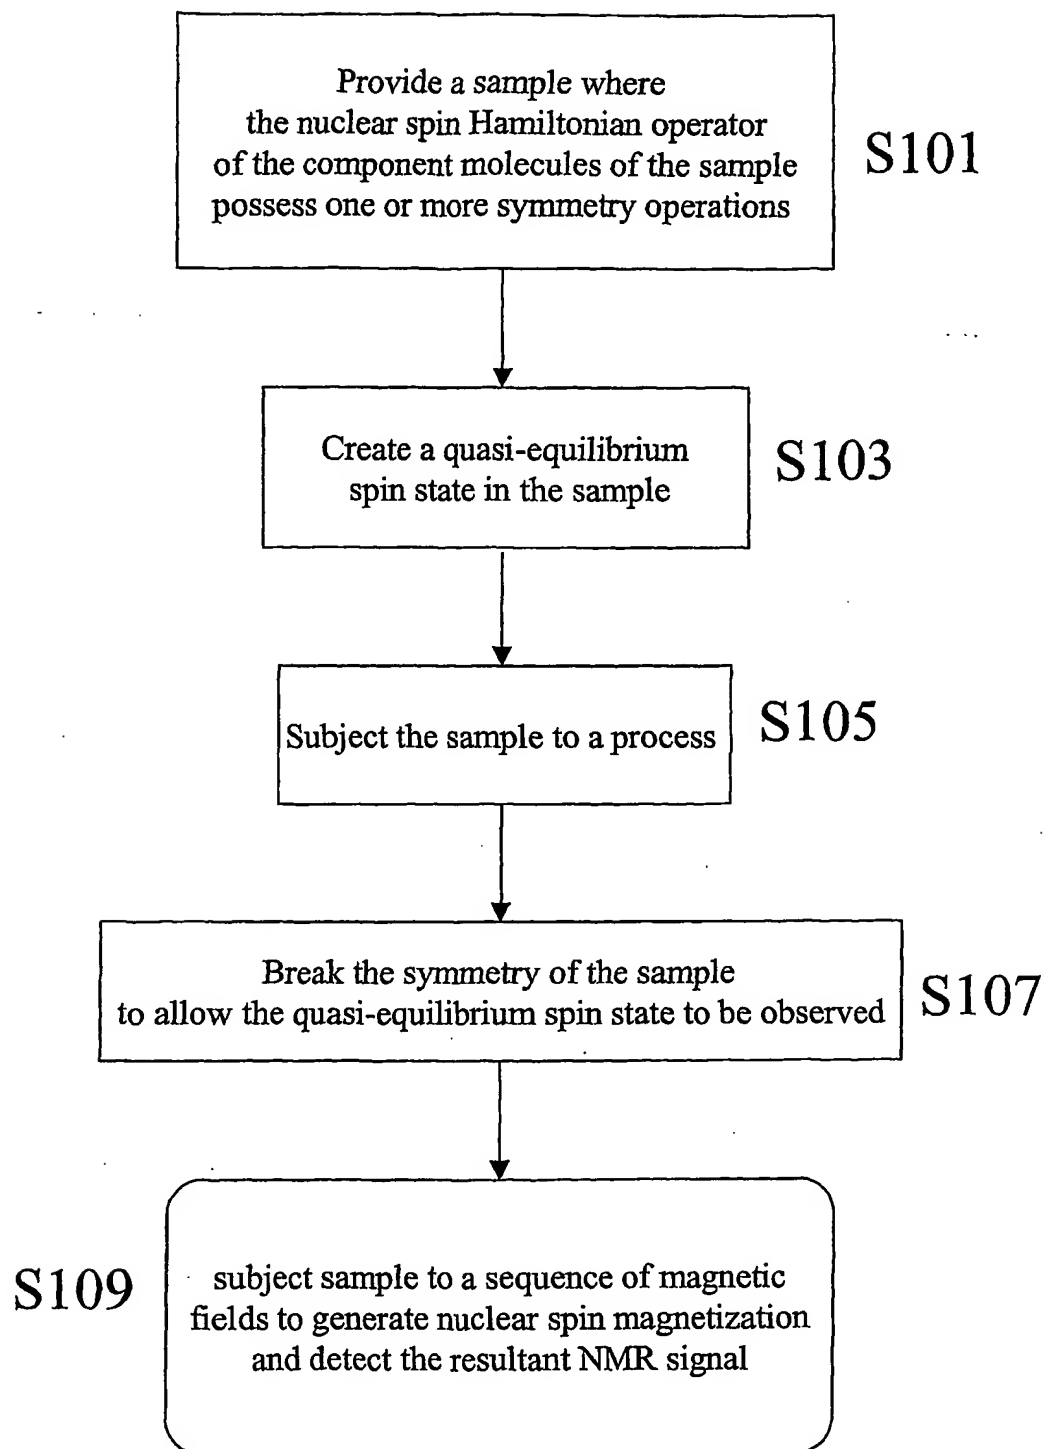 Provide a sample where
the nuclear spin Hamiltonian operator
of the component molecules of the sample
possess one or more symmetry operations
S101
Create a quasi-equilibrium
spin state in the sample
S103
Subject the sample to a process
S105
Break the symmetry of the sample
to allow the quasi-equilibrium spin state to be observed
S107
S109
subject sample to a sequence of magnetic
fields to generate nuclear spin magnetization
and detect the resultant NMR signal